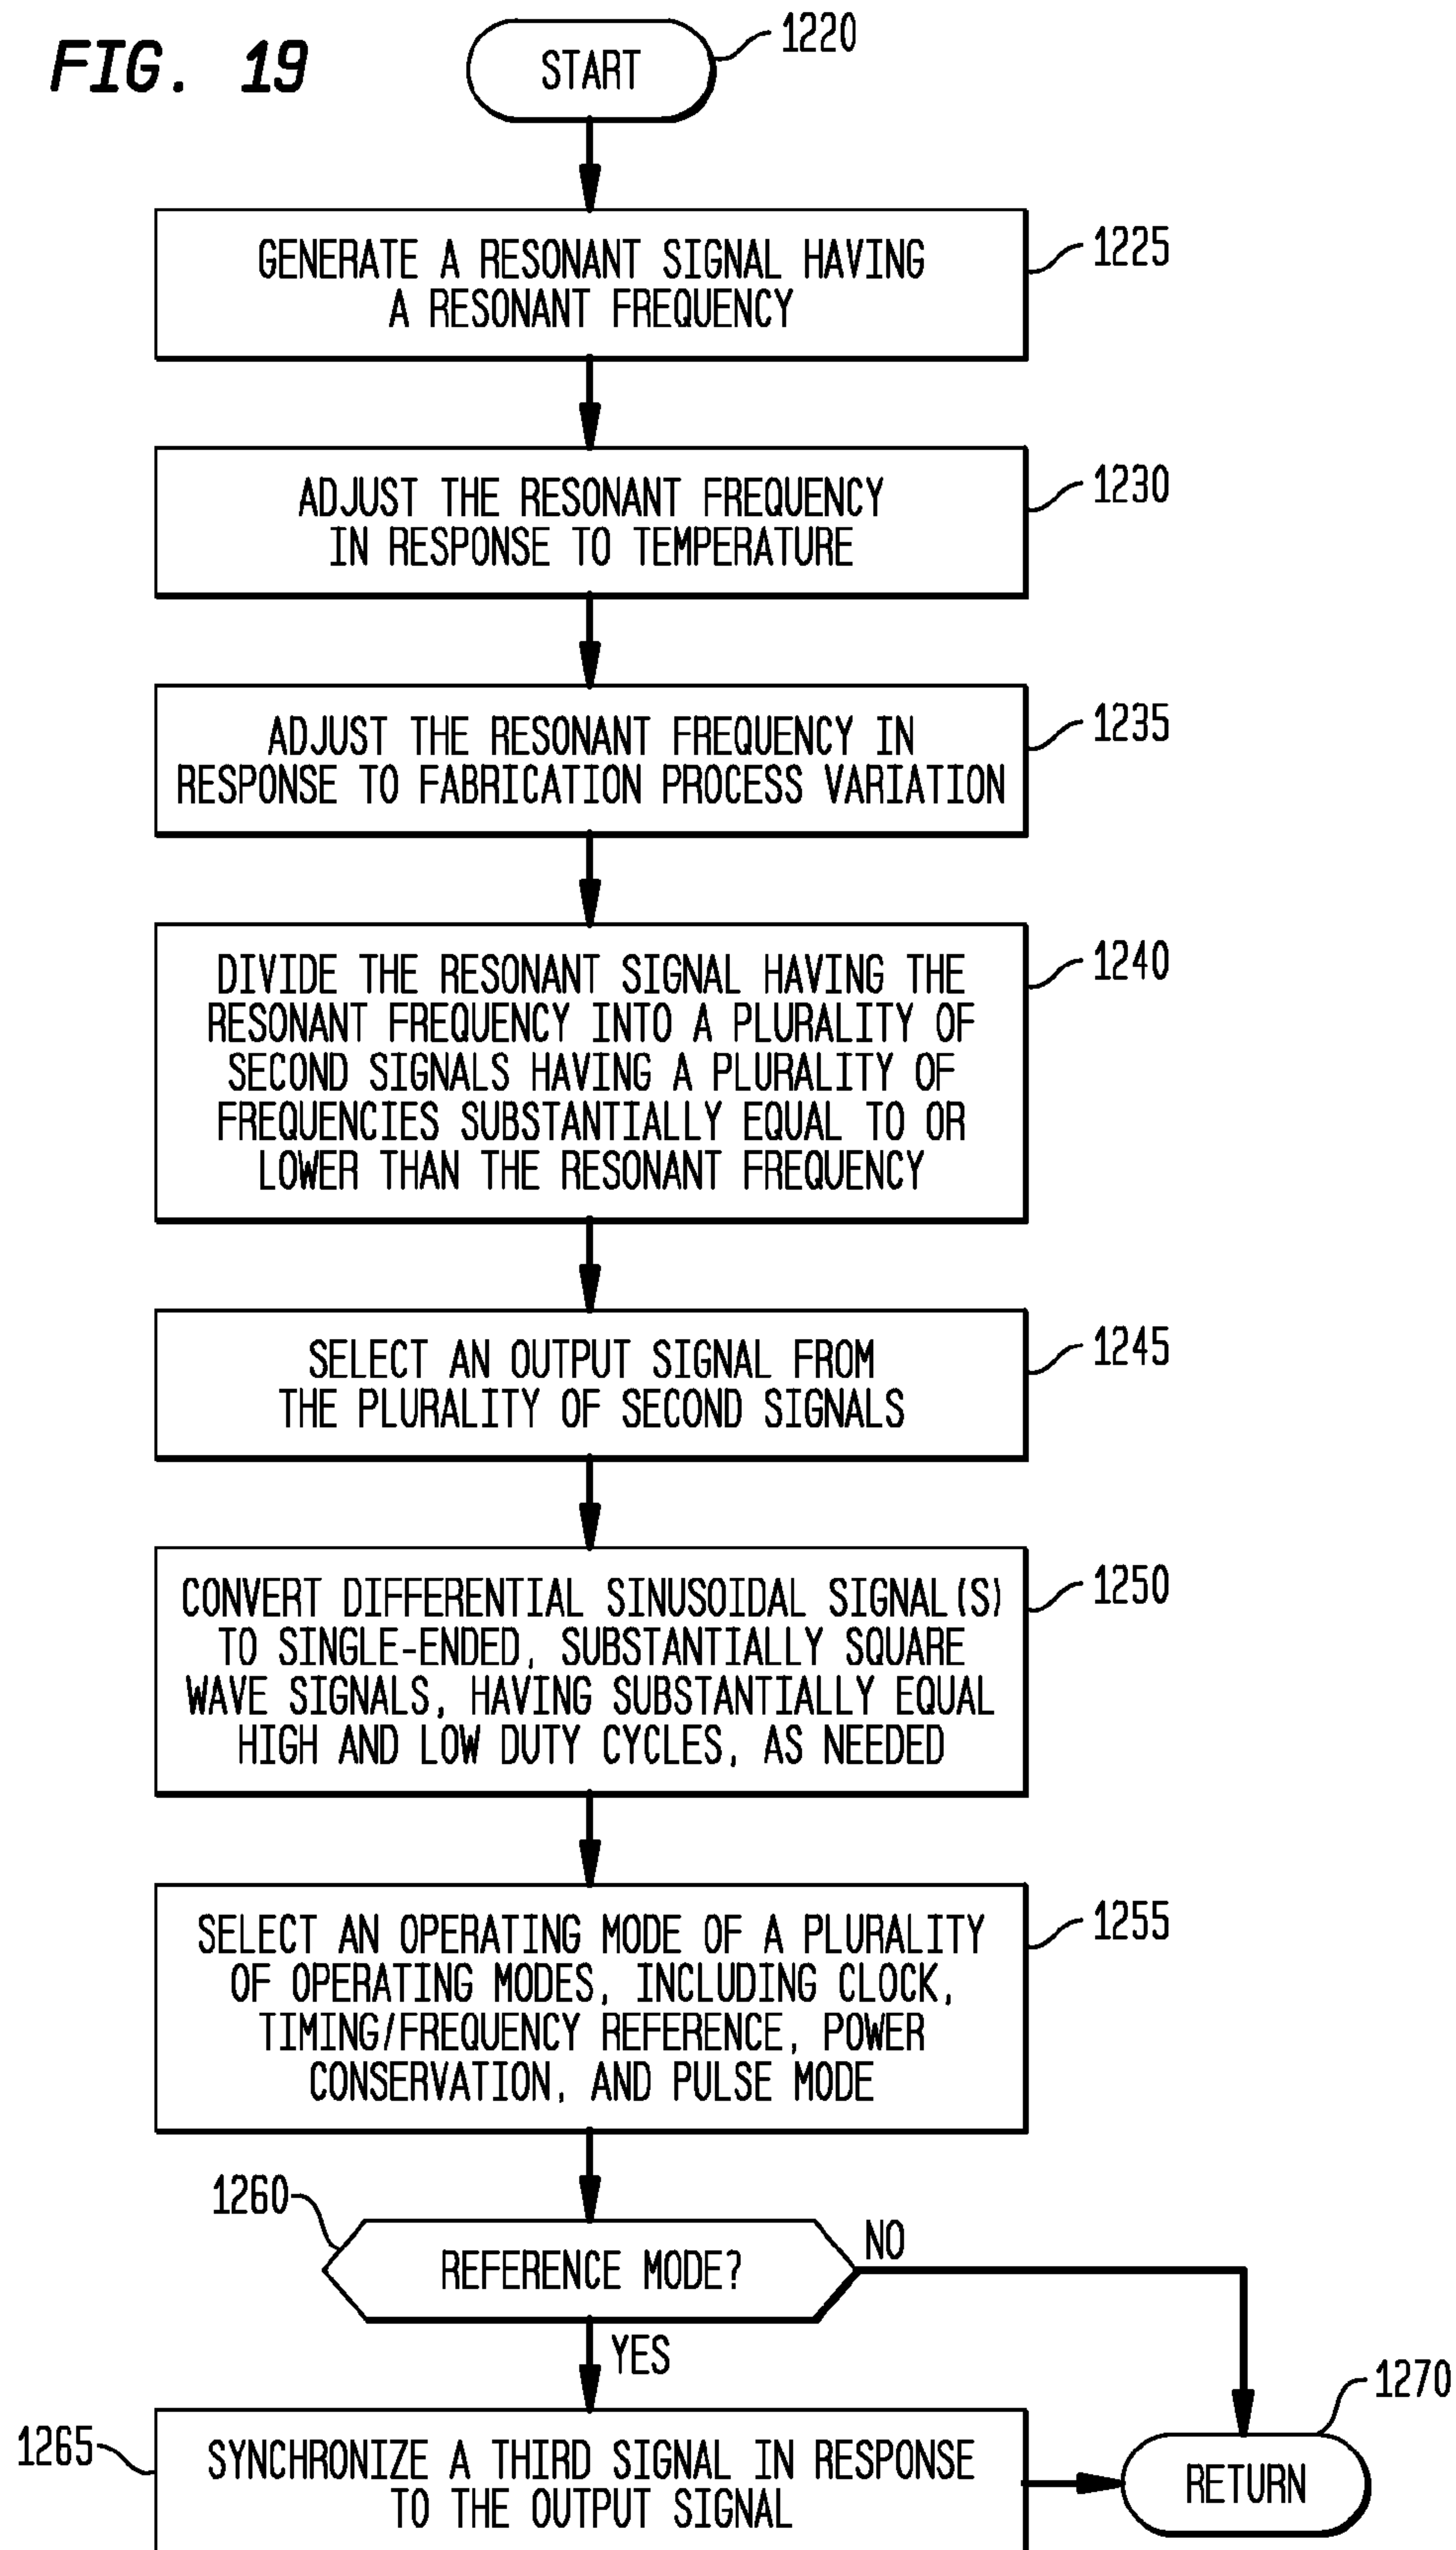 FIG. 19
START
1220
GENERATE A RESONANT SIGNAL HAVING
A RESONANT FREQUENCY
1225
ADJUST THE RESONANT FREQUENCY
IN RESPONSE TO TEMPERATURE
1230
ADJUST THE RESONANT FREQUENCY IN
RESPONSE TO FABRICATION PROCESS VARIATION
1235
DIVIDE THE RESONANT SIGNAL HAVING THE
RESONANT FREQUENCY INTO A PLURALITY OF
SECOND SIGNALS HAVING A PLURALITY OF
FREQUENCIES SUBSTANTIALLY EQUAL TO OR
LOWER THAN THE RESONANT FREQUENCY
1240
SELECT AN OUTPUT SIGNAL FROM
THE PLURALITY OF SECOND SIGNALS
1245
CONVERT DIFFERENTIAL SINUSOIDAL SIGNAL(S)
TO SINGLE-ENDED, SUBSTANTIALLY SQUARE
WAVE SIGNALS, HAVING SUBSTANTIALLY EQUAL
HIGH AND LOW DUTY CYCLES, AS NEEDED
1250
SELECT AN OPERATING MODE OF A PLURALITY
OF OPERATING MODES, INCLUDING CLOCK,
TIMING/FREQUENCY REFERENCE, POWER
CONSERVATION, AND PULSE MODE
1255
1260
REFERENCE MODE?
NO
YES
1265
SYNCHRONIZE A THIRD SIGNAL IN RESPONSE
TO THE OUTPUT SIGNAL
1270
RETURN